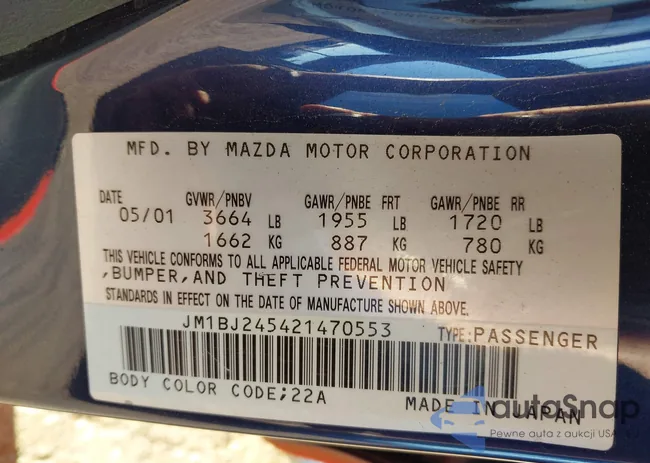 MFD. BY MAZDA MOTOR CORPORATION
DATE GVWR/PNBV GAWR/PNBE FRT GAWR/PNBE RR
05/01 3664 LB 1955 LB 1720 LB
1662 KG 887 KG 780 KG
THIS VEHICLE CONFORMS TO ALL APPLICABLE FEDERAL MOTOR VEHICLE SAFETY
,BUMPER,AND THEFT PREVENTION
STANDARDS IN EFFECT ON THE DATE OF MANUFACTURE SHOWN ABOVE.
JM1BJ245421470553 TYPE:PASSENGER
BODY COLOR CODE;22A
MADE IN JAPAN
autoSnap
Pewne auta z aukcji USA